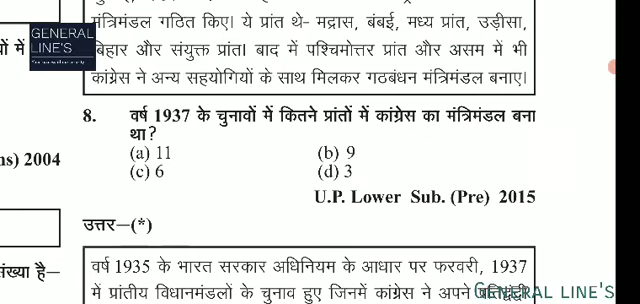 मंत्रिमंडल गठित किए। ये प्रांत थे- मद्रास, बंबई, मध्य प्रांत, उड़ीसा,
बिहार और संयुक्त प्रांत। बाद में पश्चिमोत्तर प्रांत और असम में भी
कांग्रेस ने अन्य सहयोगियों के साथ मिलकर गठबंधन मंत्रिमंडल बनाए।
में
GENERAL
LINE'S
8. वर्ष 1937 के चुनावों में कितने प्रांतों में कांग्रेस का मंत्रिमंडल बना
था?
(a) 11 (b) 9
(c) 6 (d) 3
ns) 2004
U.P. Lower Sub. (Pre) 2015
उत्तर–(*)
संख्या है–
वर्ष 1935 के भारत सरकार अधिनियम के आधार पर फरवरी, 1937
में प्रांतीय विधानमंडलों के चुनाव हुए जिनमें कांग्रेस ने अपने
GENERAL LINE'S